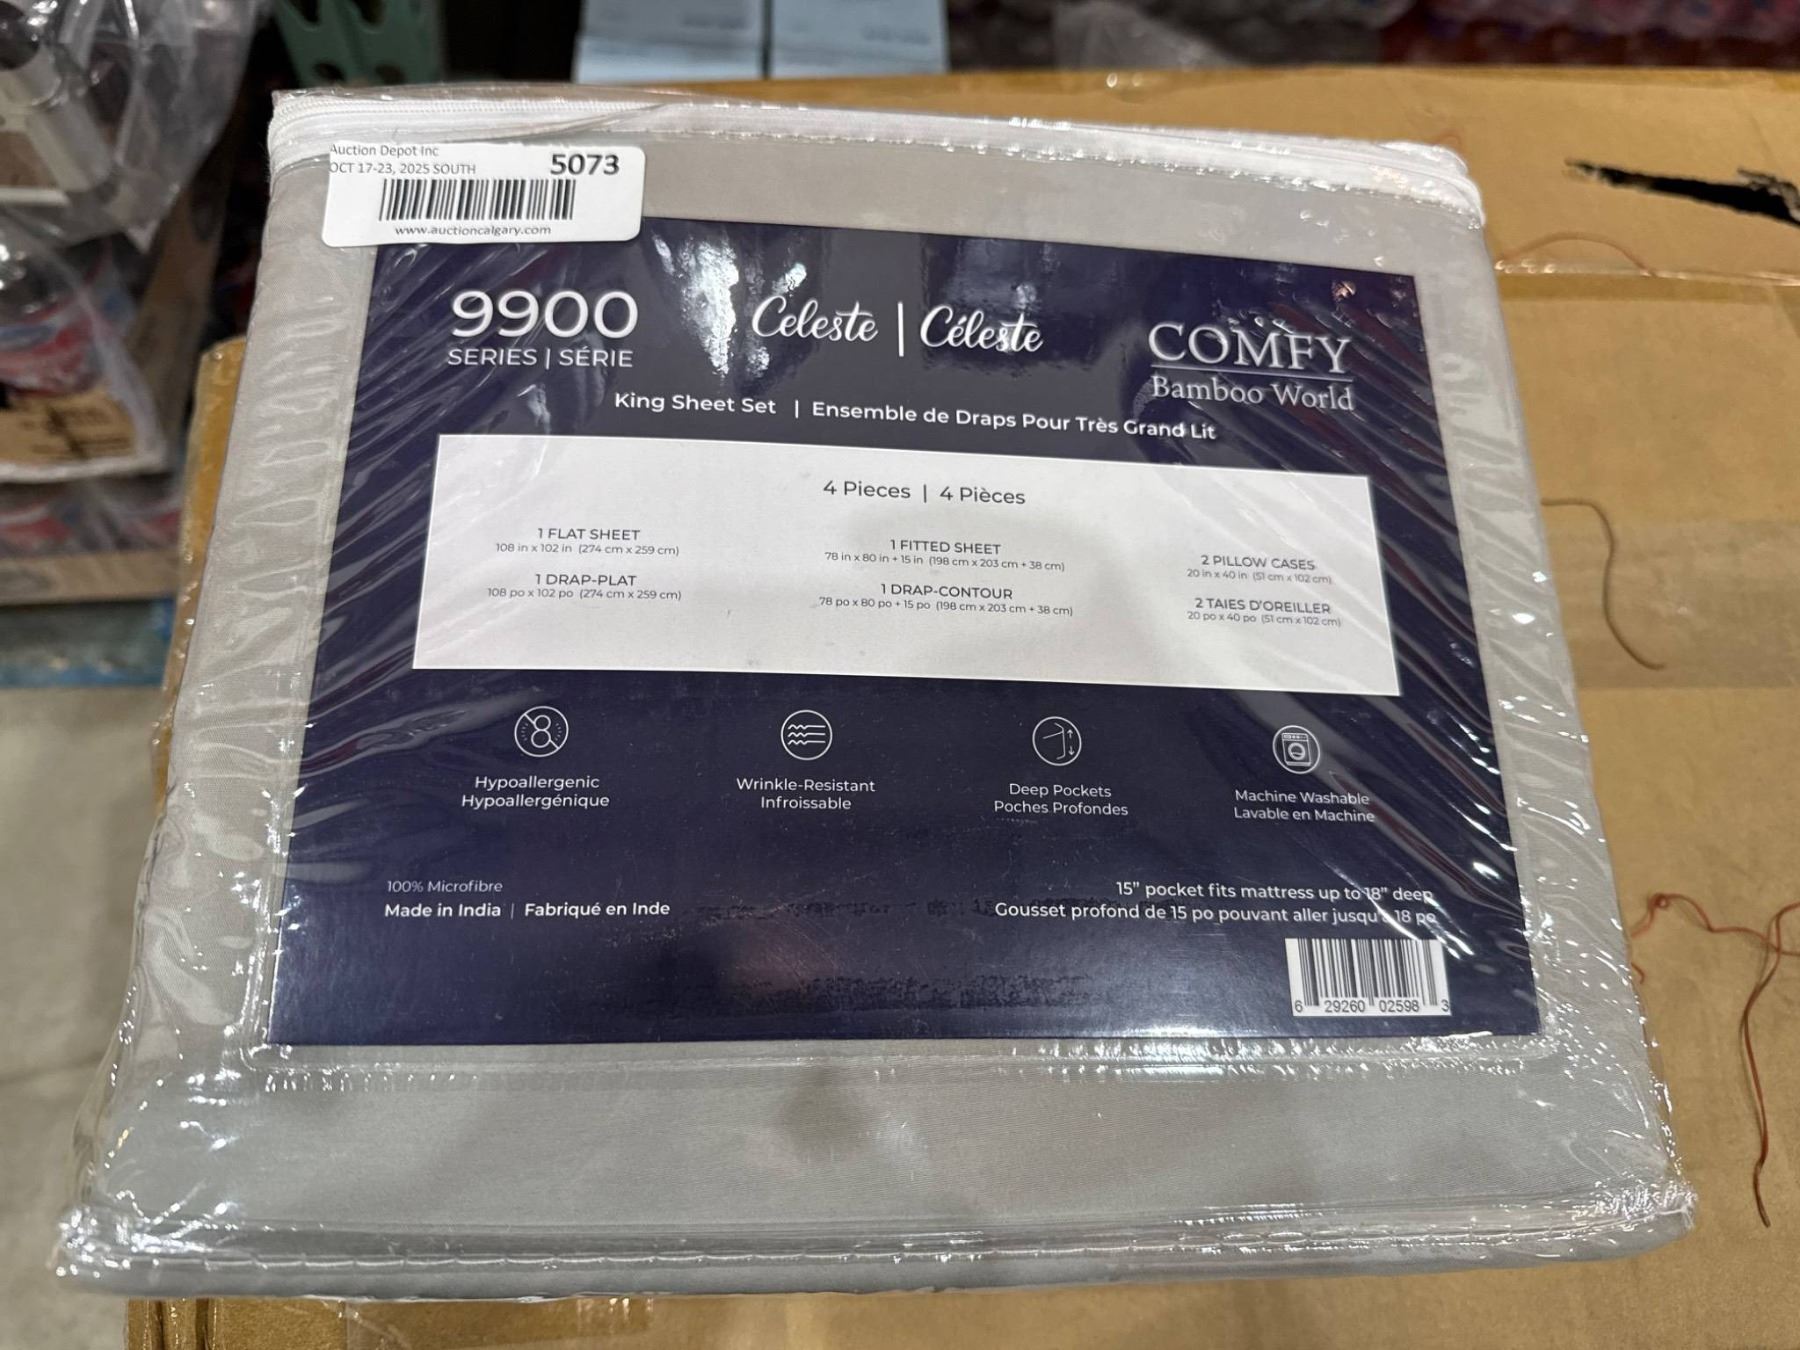 Auction Depot Inc
OCT 17-23, 2025 SOUTH
5073
www.auctioncalgary.com
9900
SERIES | SÉRIE
Celeste | Céleste
COMFY
Bamboo World
King Sheet Set | Ensemble de Draps Pour Très Grand Lit
4 Pieces | 4 Pièces
1 FLAT SHEET
108 in x 102 in (274 cm x 259 cm)
1 DRAP-PLAT
108 po x 102 po (274 cm x 259 cm)
1 FITTED SHEET
78 in x 80 in + 15 in (198 cm x 203 cm + 38 cm)
1 DRAP-CONTOUR
78 po x 80 po + 15 po (198 cm x 203 cm + 38 cm)
2 PILLOW CASES
20 in x 40 in (51 cm x 102 cm)
2 TAIES D'OREILLER
20 po x 40 po (51 cm x 102 cm)
Hypoallergenic
Hypoallergénique
Wrinkle-Resistant
Infroissable
Deep Pockets
Poches Profondes
Machine Washable
Lavable en Machine
100% Microfibre
Made in India | Fabriqué en Inde
15" pocket fits mattress up to 18" deep
Gousset profond de 15 po pouvant aller jusqu'à 18 po
6 29260 02598 3